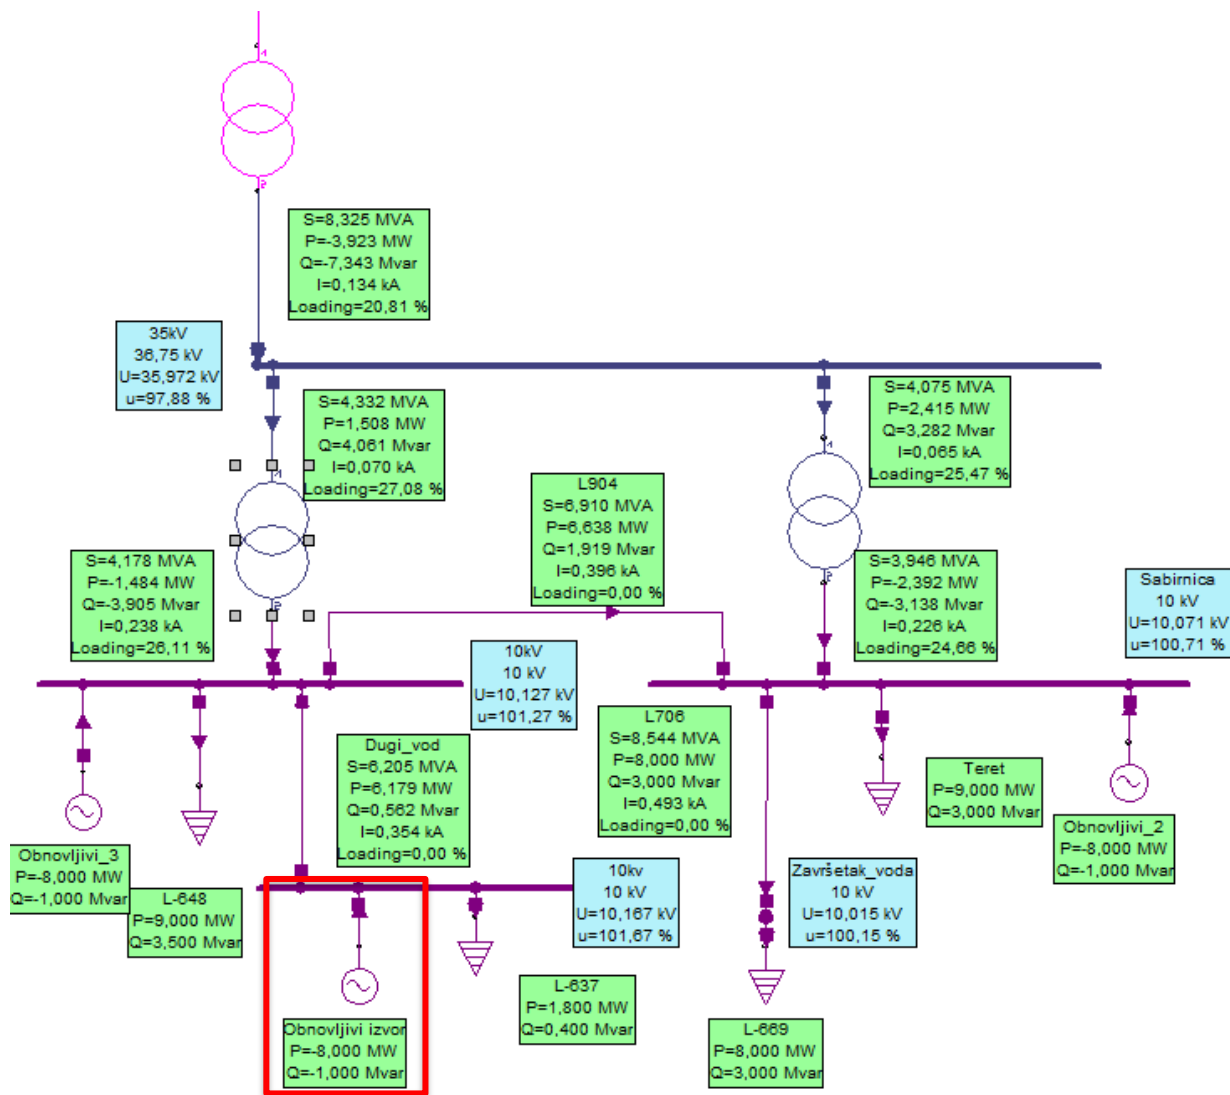 S=8,325 MVA
P=-3,923 MW
Q=-7,343 Mvar
I=0,134 kA
Loading=20,81 %
35kV
36,75 kV
U=35,972 kV
u=97,88 %
S=4,332 MVA
P=1,508 MW
Q=4,061 Mvar
I=0,070 kA
Loading=27,08 %
S=4,075 MVA
P=2,415 MW
Q=3,282 Mvar
I=0,065 kA
Loading=25,47 %
L904
S=6,910 MVA
P=6,638 MW
Q=1,919 Mvar
I=0,396 kA
Loading=0,00 %
S=4,178 MVA
P=-1,484 MW
Q=-3,905 Mvar
I=0,238 kA
Loading=26,11 %
S=3,946 MVA
P=-2,392 MW
Q=-3,138 Mvar
I=0,226 kA
Loading=24,66 %
Sabirnica
10 kV
U=10,071 kV
u=100,71 %
10kV
10 kV
U=10,127 kV
u=101,27 %
L706
S=8,544 MVA
P=8,000 MW
Q=3,000 Mvar
I=0,493 kA
Loading=0,00 %
Dugi_vod
S=6,205 MVA
P=6,179 MW
Q=0,562 Mvar
I=0,354 kA
Loading=0,00 %
Teret
P=9,000 MW
Q=3,000 Mvar
Obnovljivi_2
P=-8,000 MW
Q=-1,000 Mvar
Obnovljivi_3
P=-8,000 MW
Q=-1,000 Mvar
L-648
P=9,000 MW
Q=3,500 Mvar
10kv
10 kV
U=10,167 kV
u=101,67 %
Završetak_voda
10 kV
U=10,015 kV
u=100,15 %
L-637
P=1,800 MW
Q=0,400 Mvar
Obnovljivi izvor
P=-8,000 MW
Q=-1,000 Mvar
L-669
P=8,000 MW
Q=3,000 Mvar